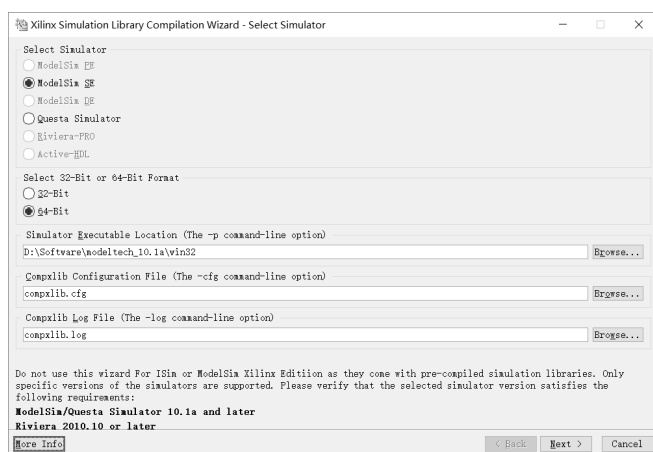 Xilinx Simulation Library Compilation Wizard - Select Simulator
Select Simulator
ModelSim PE
ModelSim SE
ModelSim DE
Questa Simulator
Riviera-PRO
Active-HDL
Select 32-Bit or 64-Bit Format
32-Bit
64-Bit
Simulator Executable Location (The -p command-line option)
D:\Software\modeltech_10.1a\win32
Browse...
Compxlib Configuration File (The -cfg command-line option)
compxlib.cfg
Browse...
Compxlib Log File (The -log command-line option)
compxlib.log
Browse...
Do not use this wizard For ISim or ModelSim Xilinx Editiion as they come with pre-compiled simulation libraries. Only
specific versions of the simulators are supported. Please verify that the selected simulator version satisfies the
following requirements:
ModelSim/Questa Simulator 10.1a and later
Riviera 2010.10 or later
More Info
< Back
Next >
Cancel